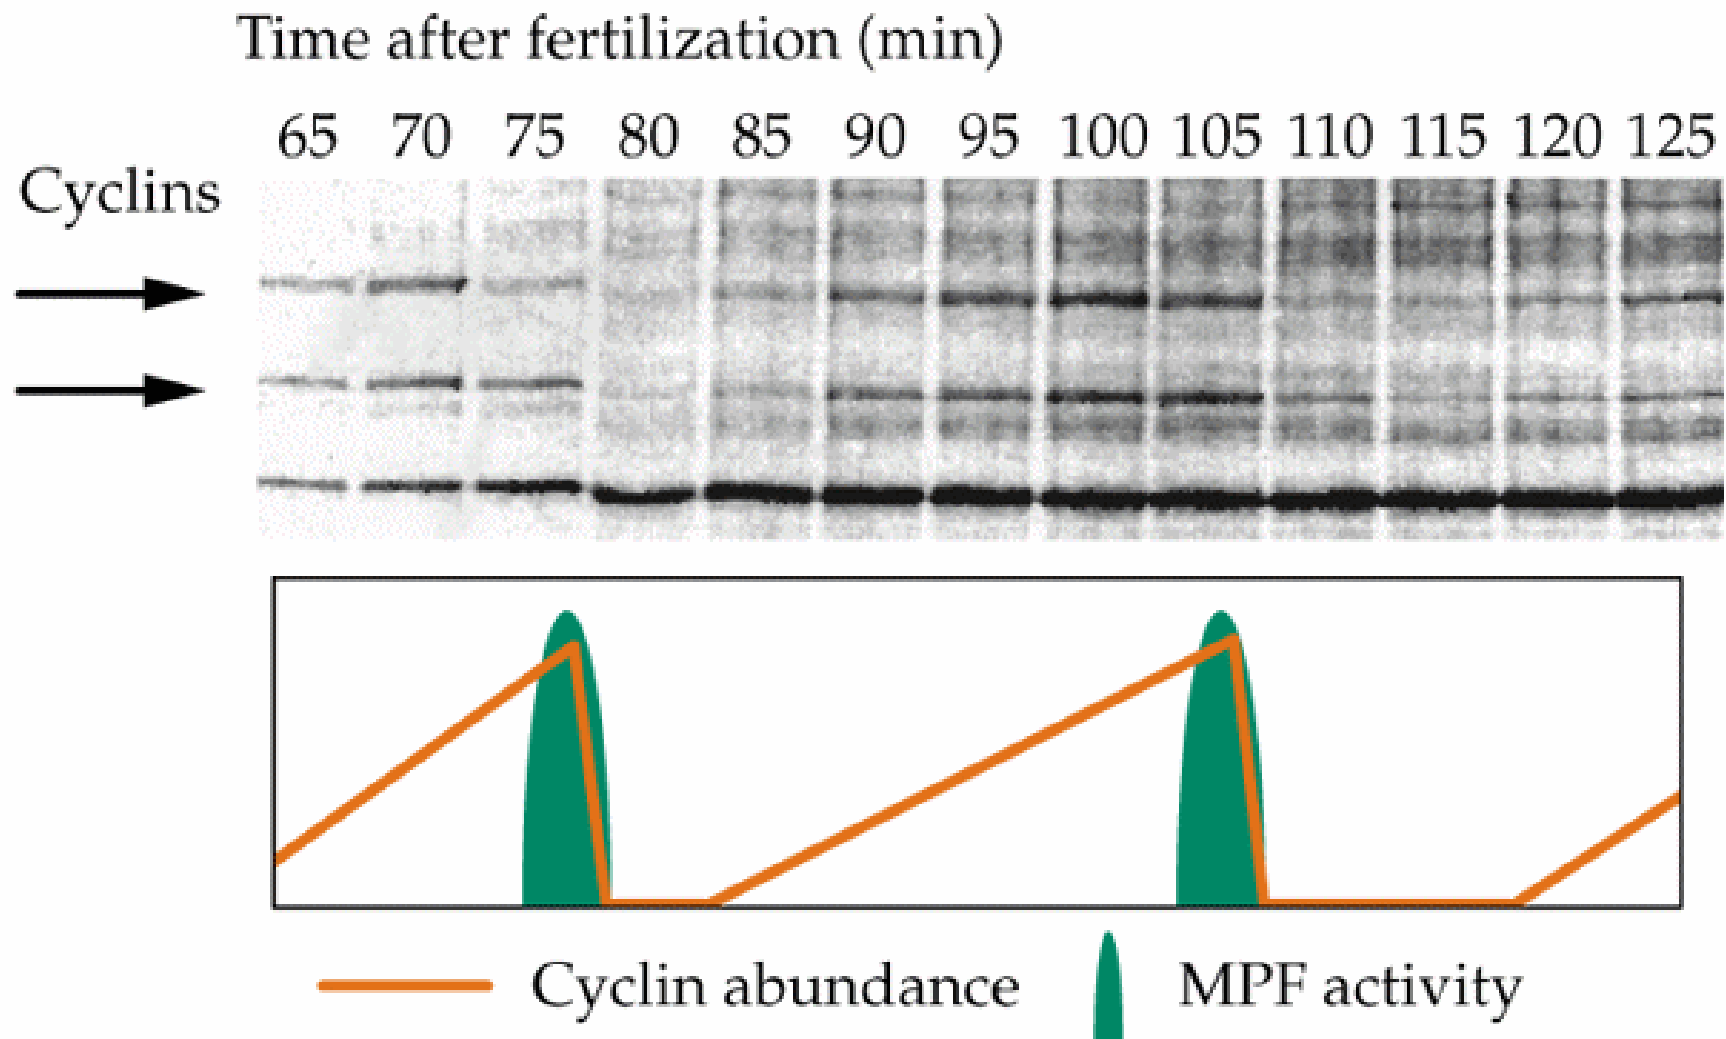 Time after fertilization (min)
65 70 75 80 85 90 95 100 105 110 115 120 125
Cyclins
Cyclin abundance
MPF activity